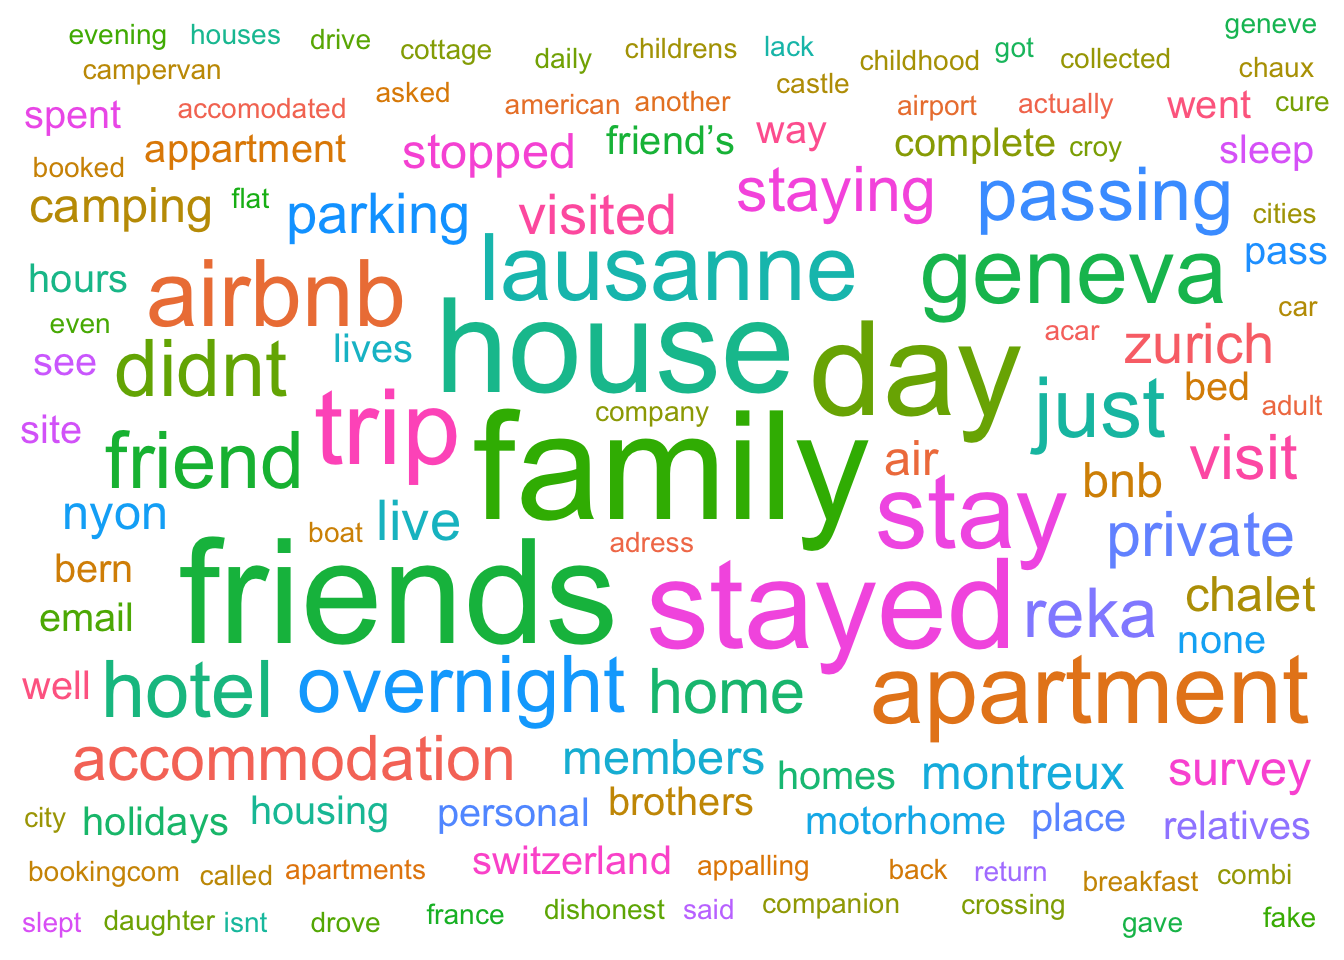 evening houses drive cottage daily childrens lack childhood got collected geneve
campervan castle chaux
spent accomodated asked american another airport actually went cure
booked appartment stopped friend’s way complete croy sleep
camping flat parking visited staying passing cities
hours airbnb lausanne geneva pass
even house day car
see didnt lives acar zurich
site trip company just bed adult
friend family air bnb visit
nyon boat live adress stay private
bern friends stayed reka chalet
email none
well hotel overnight home apartment
accommodation members homes montreux survey
city holidays housing personal brothers motorhome place relatives
bookingcom called apartments switzerland appalling back return breakfast combi
slept daughter isnt drove france dishonest said companion crossing gave fake